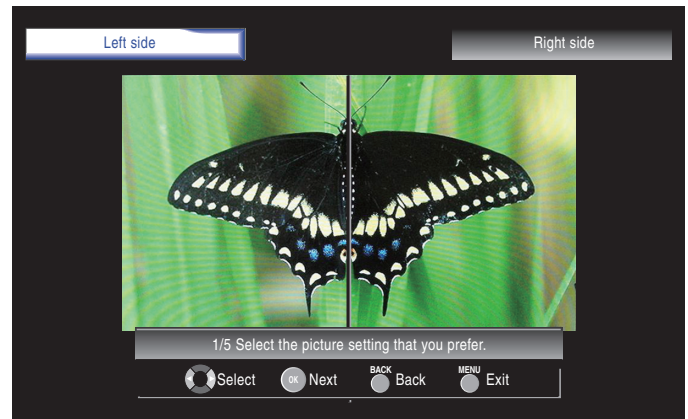 Left side
Right side
1/5 Select the picture setting that you prefer.
Select OK Next BACK Back MENU Exit